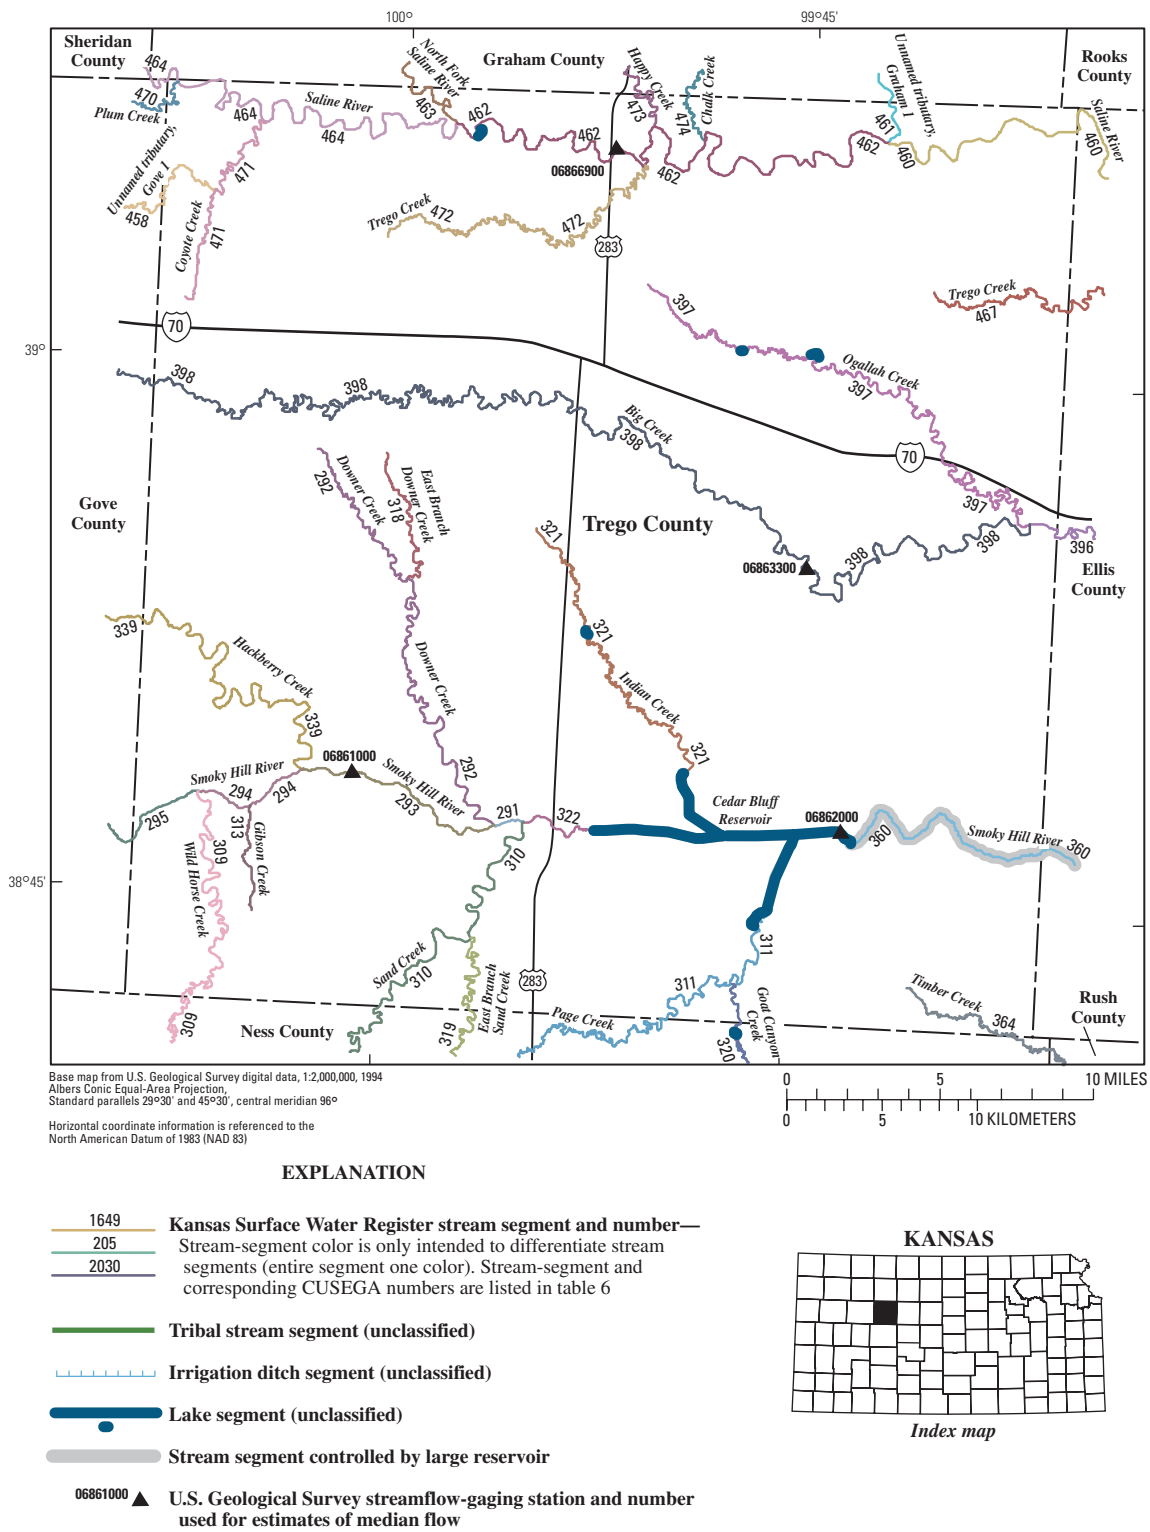 100°
99°45'
Sheridan
County
Graham County
Rooks
County
464
470
Plum Creek
464
Saline River
464
North Fork
Saline River
463
462
462
Happy Creek
473
Chalk Creek
474
Unnamed tributary,
Graham 1
461
462
460
Saline River
460
06866900
462
Unnamed tributary,
Gove 1
458
471
Coyote Creek
471
Trego Creek
472
472
283
Trego Creek
467
70
397
39°
Ogallah Creek
397
398
398
Big Creek
398
70
Downer Creek
292
East Branch
Downer Creek
318
Gove
County
Trego County
397
321
398
398
396
06863300
Ellis
County
339
321
Hackberry Creek
Downer Creek
Indian Creek
339
321
06861000
Smoky Hill River
294
294
Smoky Hill River
293
292
295
313
Gibson Creek
309
Wild Horse Creek
291
322
310
Cedar Bluff
Reservoir
06862000
360
Smoky Hill River
360
38°45'
311
Sand Creek
310
283
311
309
East Branch
Sand Creek
319
Page Creek
Goat Canyon
Creek
320
Timber Creek
364
Rush
County
Ness County
Base map from U.S. Geological Survey digital data, 1:2,000,000, 1994
Albers Conic Equal-Area Projection,
Standard parallels 29°30' and 45°30', central meridian 96°
Horizontal coordinate information is referenced to the
North American Datum of 1983 (NAD 83)
0 5 10 MILES
0 5 10 KILOMETERS
EXPLANATION
1649
205
2030
Kansas Surface Water Register stream segment and number—
Stream-segment color is only intended to differentiate stream
segments (entire segment one color). Stream-segment and
corresponding CUSEGA numbers are listed in table 6
Tribal stream segment (unclassified)
Irrigation ditch segment (unclassified)
Lake segment (unclassified)
Stream segment controlled by large reservoir
06861000
U.S. Geological Survey streamflow-gaging station and number
used for estimates of median flow
KANSAS
Index map